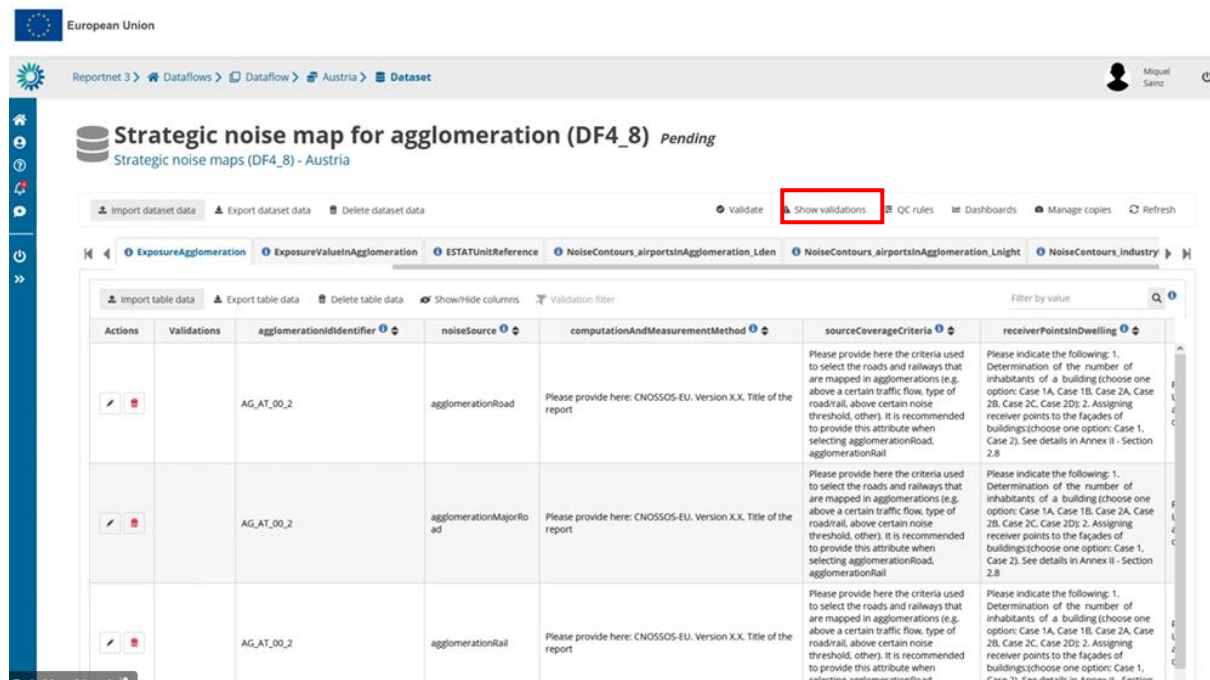 European Union
Reportnet 3 > Dataflows > Dataflow > Austria > Dataset
Miquel
Sainz
Strategic noise map for agglomeration (DF4_8) Pending
Strategic noise maps (DF4_8) - Austria
Import dataset data Export dataset data Delete dataset data Validate Show validations QC rules Dashboards Manage copies Refresh
ExposureAgglomeration ExposureValueInAgglomeration ESTATUnitReference NoiseContours_airportsInAgglomeration_Lden NoiseContours_airportsInAgglomeration_Lnight NoiseContours_industry
Import table data Export table data Delete table data Show/Hide columns Validation filter Filter by value
Actions Validations agglomerationIdIdentifier noiseSource computationAndMeasurementMethod sourceCoverageCriteria receiverPointsInDwelling
AG_AT_00_2
agglomerationRoad
Please provide here: CNOSSOS-EU. Version X.X. Title of the
report
Please provide here the criteria used
to select the roads and railways that
are mapped in agglomerations (e.g.
above a certain traffic flow, type of
road/rail, above certain noise
threshold, other). It is recommended
to provide this attribute when
selecting agglomerationRoad,
agglomerationRail
Please indicate the following: 1.
Determination of the number of
inhabitants of a building (choose one
option: Case 1A, Case 1B, Case 2A, Case
2B, Case 2C, Case 2D); 2. Assigning
receiver points to the façades of
buildings:(choose one option: Case 1,
Case 2). See details in Annex II - Section
2.8
AG_AT_00_2
agglomerationMajorRo
ad
Please provide here: CNOSSOS-EU. Version X.X. Title of the
report
Please provide here the criteria used
to select the roads and railways that
are mapped in agglomerations (e.g.
above a certain traffic flow, type of
road/rail, above certain noise
threshold, other). It is recommended
to provide this attribute when
selecting agglomerationRoad,
agglomerationRail
Please indicate the following: 1.
Determination of the number of
inhabitants of a building (choose one
option: Case 1A, Case 1B, Case 2A, Case
2B, Case 2C, Case 2D); 2. Assigning
receiver points to the façades of
buildings:(choose one option: Case 1,
Case 2). See details in Annex II - Section
2.8
AG_AT_00_2
agglomerationRail
Please provide here: CNOSSOS-EU. Version X.X. Title of the
report
Please provide here the criteria used
to select the roads and railways that
are mapped in agglomerations (e.g.
above a certain traffic flow, type of
road/rail, above certain noise
threshold, other). It is recommended
to provide this attribute when
selecting agglomerationRoad,
Please indicate the following: 1.
Determination of the number of
inhabitants of a building (choose one
option: Case 1A, Case 1B, Case 2A, Case
2B, Case 2C, Case 2D); 2. Assigning
receiver points to the façades of
buildings:(choose one option: Case 1,
Case 2). See details in Annex II - Section